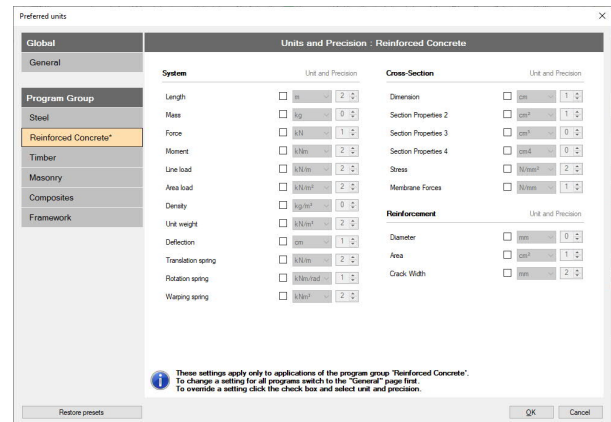 Preferred units
Global
General
Program Group
Steel
Reinforced Concrete*
Timber
Masonry
Composites
Framework
Restore presets
Units and Precision : Reinforced Concrete
System Unit and Precision
Length m 2
Mass kg 0
Force kN 1
Moment kNm 2
Line load kN/m 2
Area load kN/m² 2
Density kg/m³ 0
Unit weight kN/m³ 2
Deflection cm 1
Translation spring kN/m 2
Rotation spring kNm/rad 1
Warping spring kNm³ 2
Cross-Section Unit and Precision
Dimension cm 1
Section Properties 2 cm² 1
Section Properties 3 cm³ 0
Section Properties 4 cm4 0
Stress N/mm² 2
Membrane Forces N/mm 1
Reinforcement Unit and Precision
Diameter mm 0
Area cm² 1
Crack Width mm 2
These settings apply only to applications of the program group "Reinforced Concrete".
To change a setting for all programs switch to the "General" page first.
To override a setting click the check box and select unit and precision.
OK
Cancel